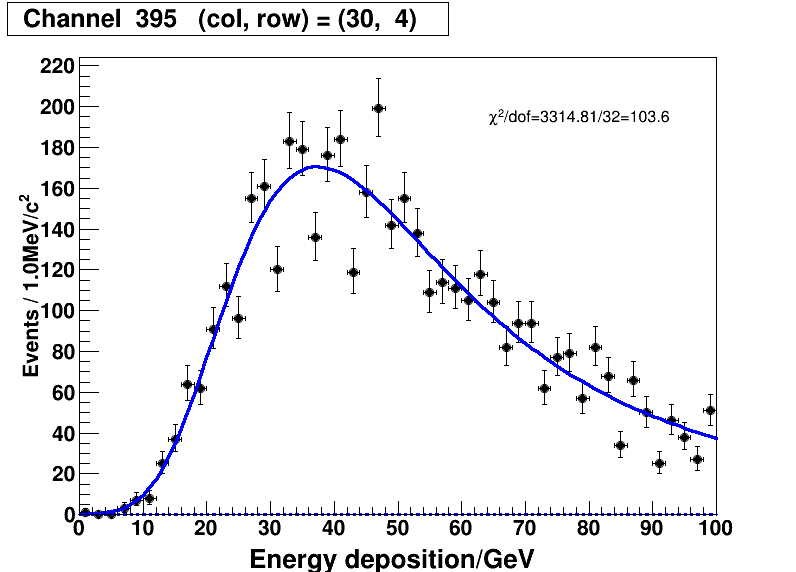 Channel 395 (col, row) = (30, 4)
220
200
180
160
140
120
100
80
60
40
20
0
Events / 1.0MeV/c²
χ²/dof=3314.81/32=103.6
0 10 20 30 40 50 60 70 80 90 100
Energy deposition/GeV